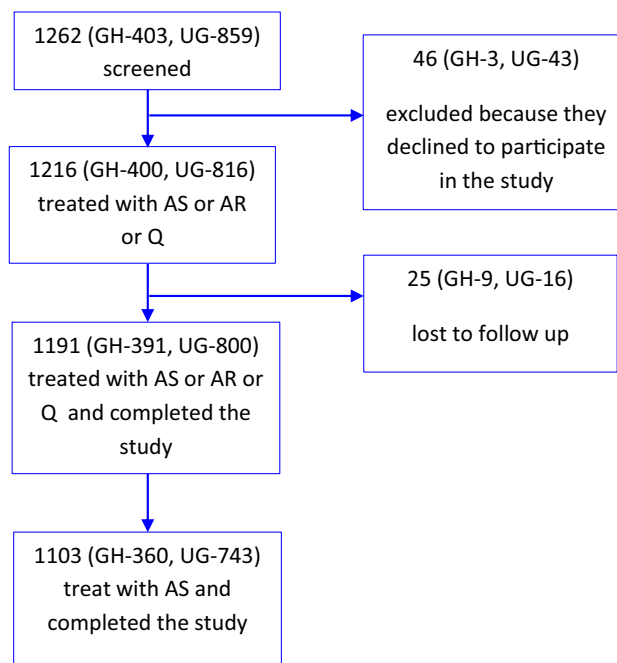 1262 (GH-403, UG-859)
screened
46 (GH-3, UG-43)
excluded because they
declined to participate
in the study
1216 (GH-400, UG-816)
treated with AS or AR
or Q
25 (GH-9, UG-16)
lost to follow up
1191 (GH-391, UG-800)
treated with AS or AR or
Q and completed the
study
1103 (GH-360, UG-743)
treat with AS and
completed the study